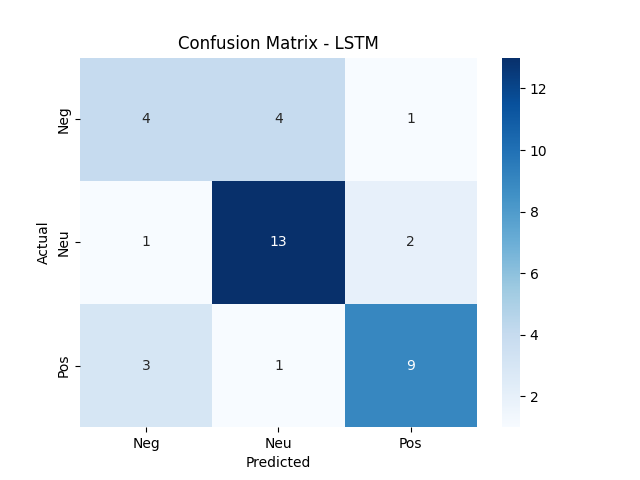 Confusion Matrix - LSTM
Actual
Neg 4 4 1
Neu 1 13 2
Pos 3 1 9
Neg Neu Pos
Predicted
12
10
8
6
4
2